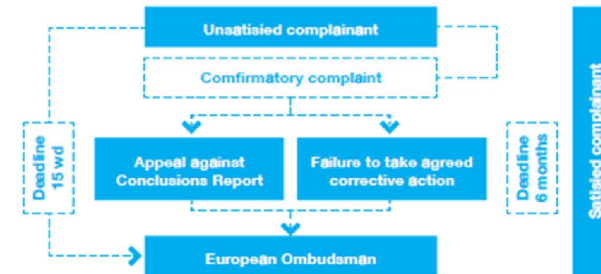 Unsatisied complainant
Comfirmatory complaint
Deadline
15 wd
Appeal against
Conclusions Report
Failure to take agreed
corrective action
Deadline
6 months
Satisied complainant
European Ombudsman